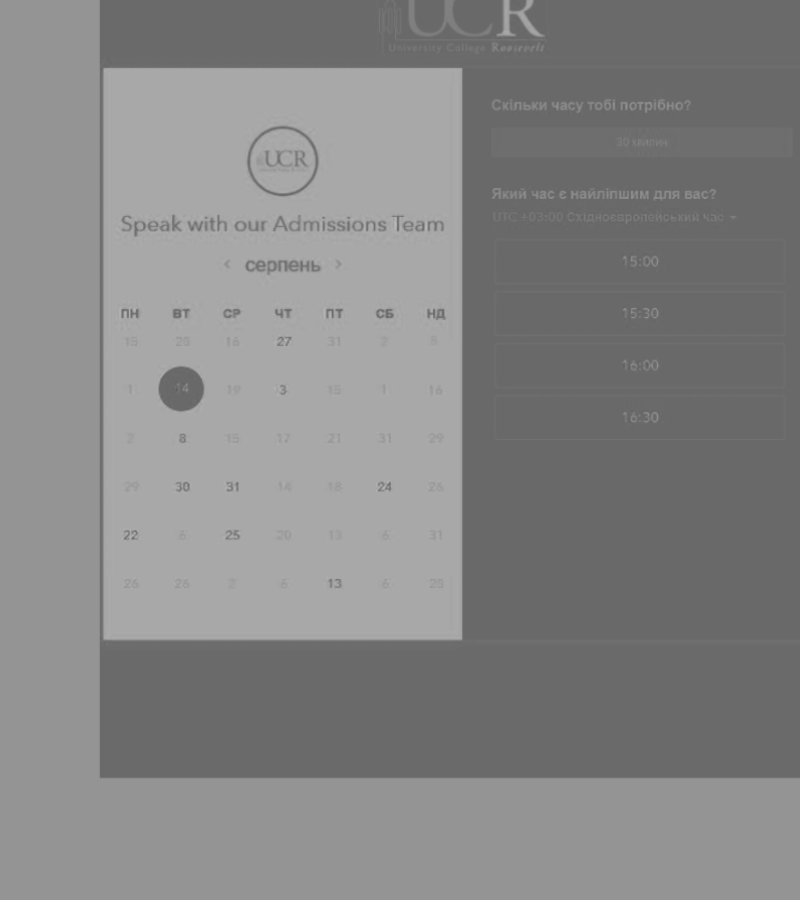 UCR
University College Roosevelt
UCR
Speak with our Admissions Team
< серпень >
ПН ВТ СР ЧТ ПТ СБ НД
15 28 16 27 31 2 5
1 14 19 3 15 1 16
2 8 15 17 21 31 29
29 30 31 14 18 24 26
22 6 25 20 13 6 31
26 26 2 6 13 6 28
Скільки часу тобі потрібно?
30 хвилин
Який час є найліпшим для вас?
UTC +03:00 Східноєвропейський час
15:00
15:30
16:00
16:30